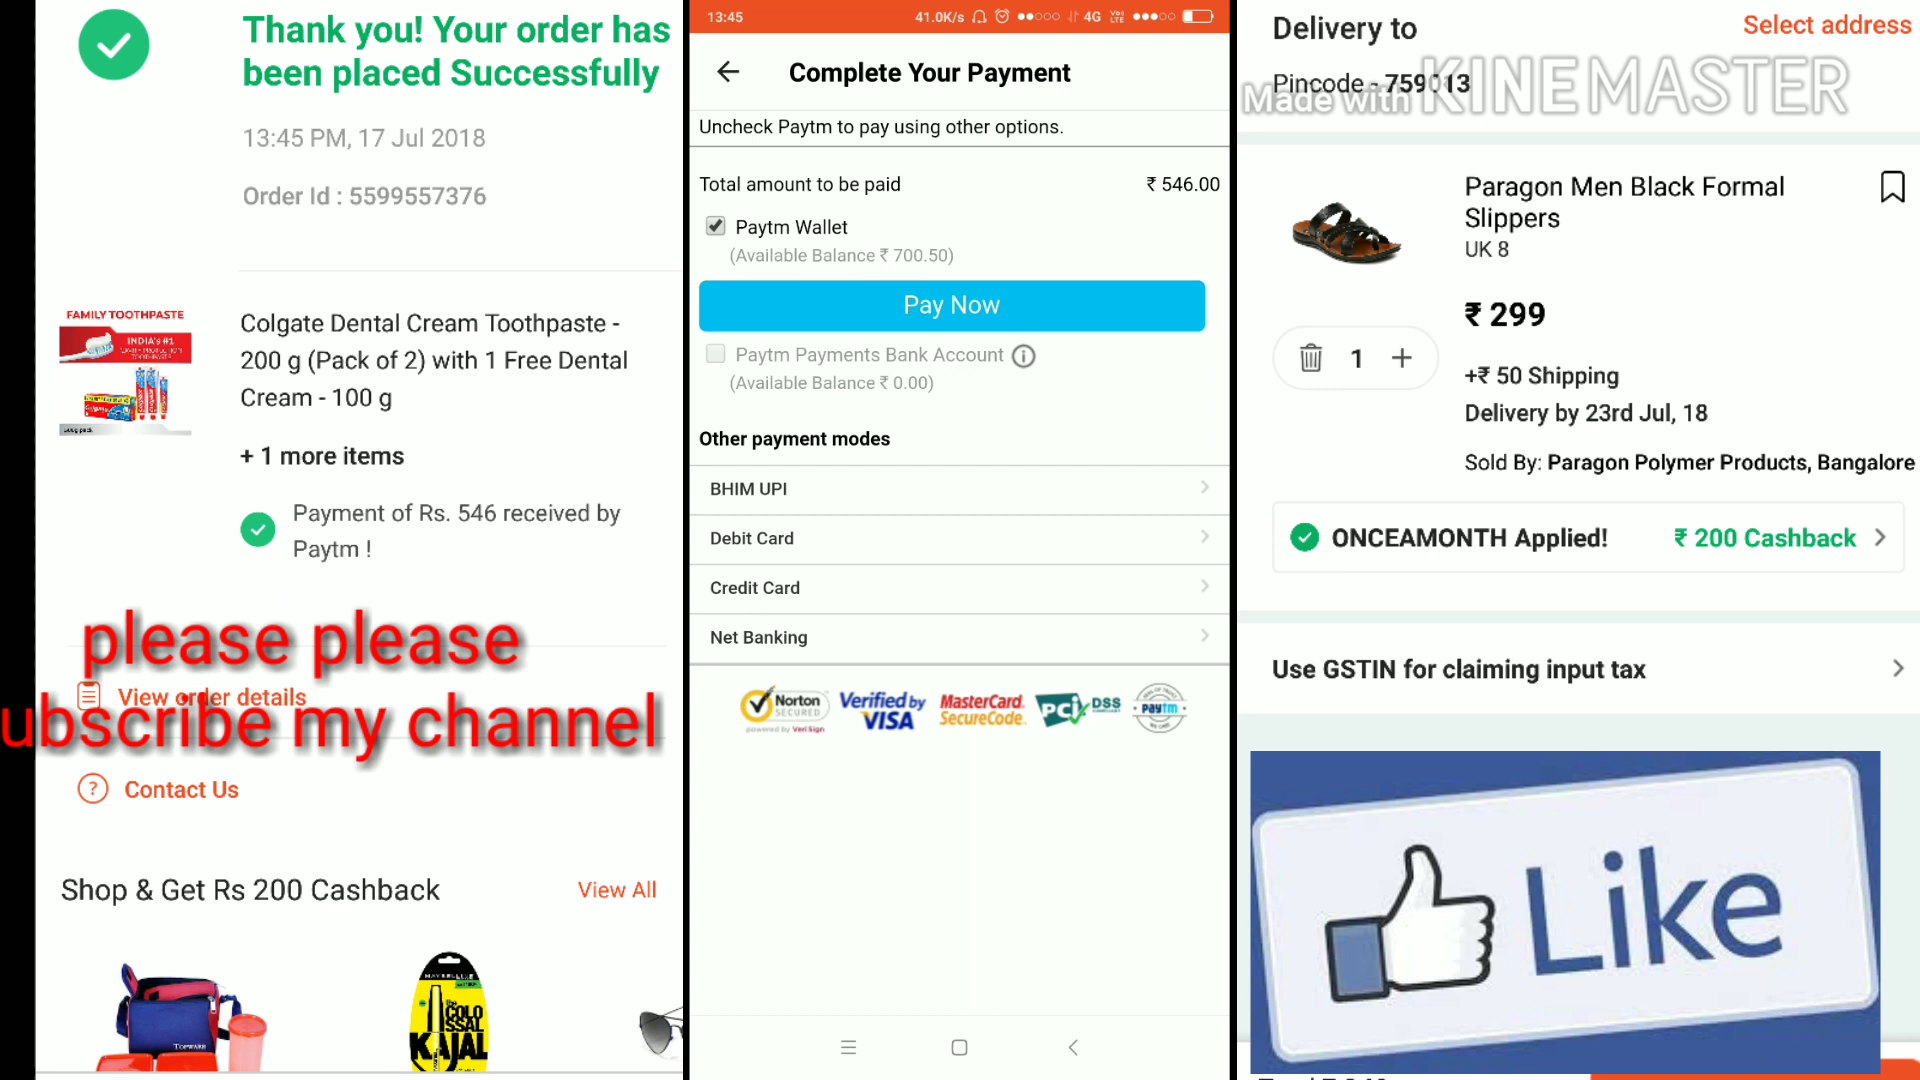 Thank you! Your order has
been placed Successfully
13:45 PM, 17 Jul 2018
Order Id : 5599557376
FAMILY TOOTHPASTE
INDIA's #1
Colgate Dental Cream Toothpaste -
200 g (Pack of 2) with 1 Free Dental
Cream - 100 g
+ 1 more items
Payment of Rs. 546 received by
Paytm !
please please
View order details
ubscribe my channel
Contact Us
Shop & Get Rs 200 Cashback
View All
MAYBELLINE
COLO
SSAL
KAJAL
13:45
41.0K/s
4G
Complete Your Payment
Uncheck Paytm to pay using other options.
Total amount to be paid
₹ 546.00
Paytm Wallet
(Available Balance ₹ 700.50)
Pay Now
Paytm Payments Bank Account
(Available Balance ₹ 0.00)
Other payment modes
BHIM UPI
Debit Card
Credit Card
Net Banking
Norton
SECURED
powered by VeriSign
Verified by
VISA
MasterCard.
SecureCode.
PCI DSS
paytm
Delivery to
Select address
Pincode - 759013
Made with KINEMASTER
Paragon Men Black Formal
Slippers
UK 8
₹ 299
1
+₹ 50 Shipping
Delivery by 23rd Jul, 18
Sold By: Paragon Polymer Products, Bangalore
ONCEAMONTH Applied!
₹ 200 Cashback
Use GSTIN for claiming input tax
Like